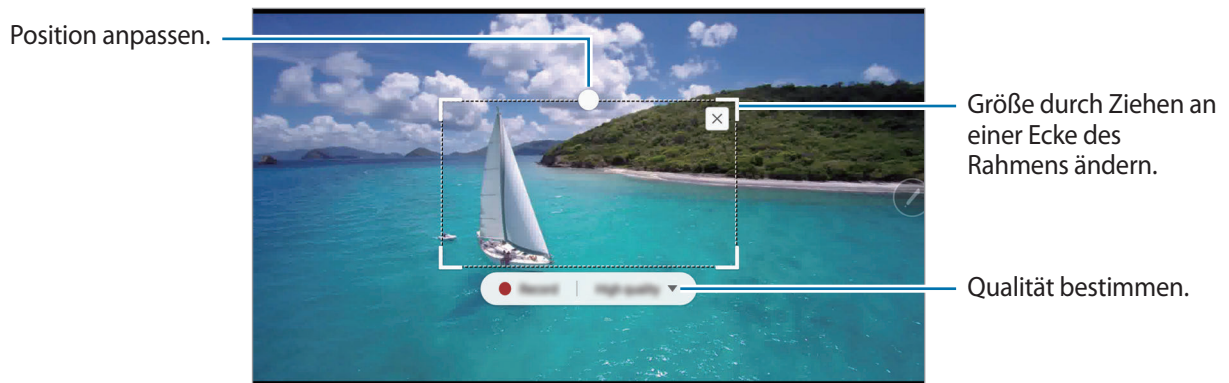 Position anpassen.
Größe durch Ziehen an
einer Ecke des
Rahmens ändern.
Record
High quality
Qualität bestimmen.